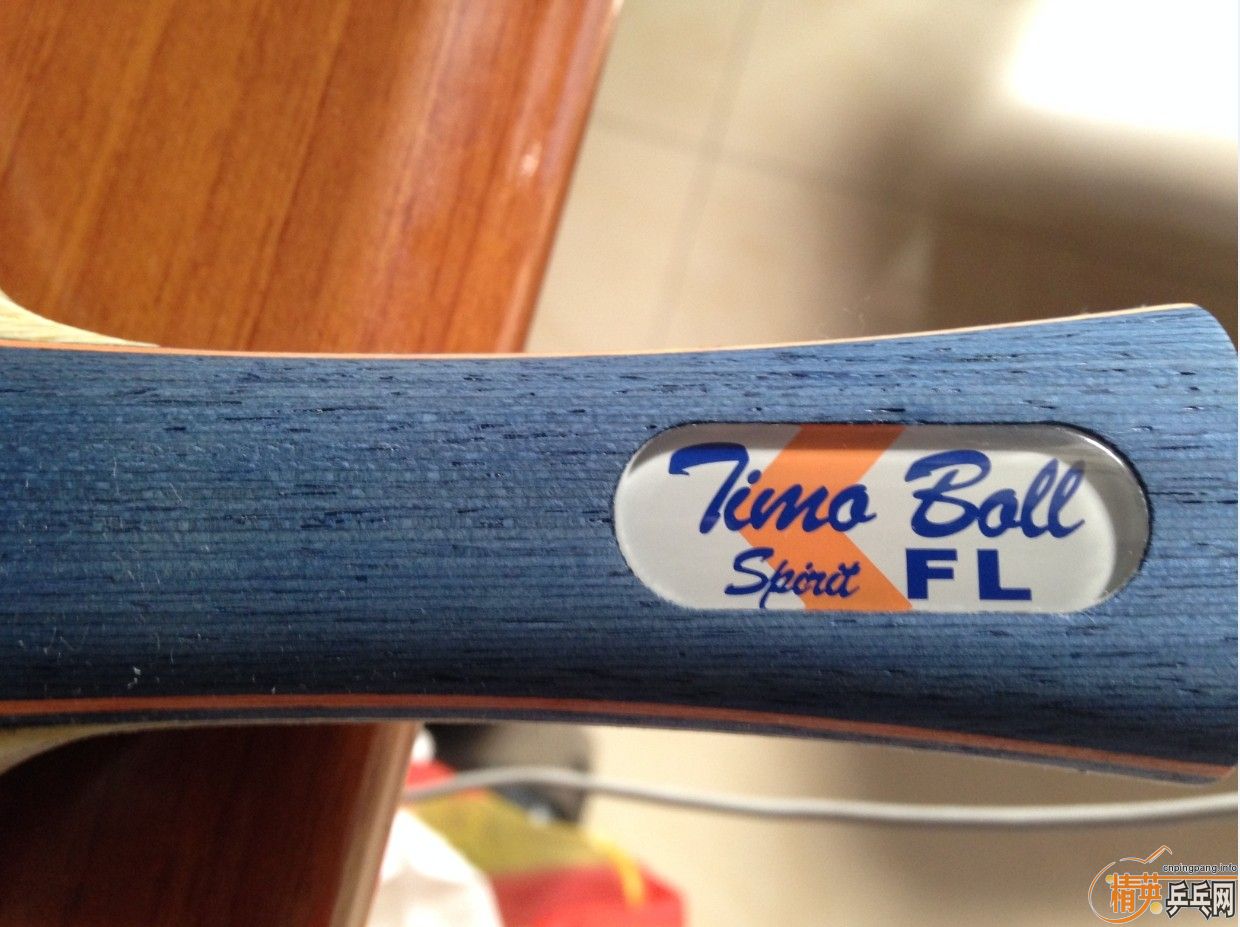 Timo Boll
Spirit FL
cnpingpang.info
精英乒乓网